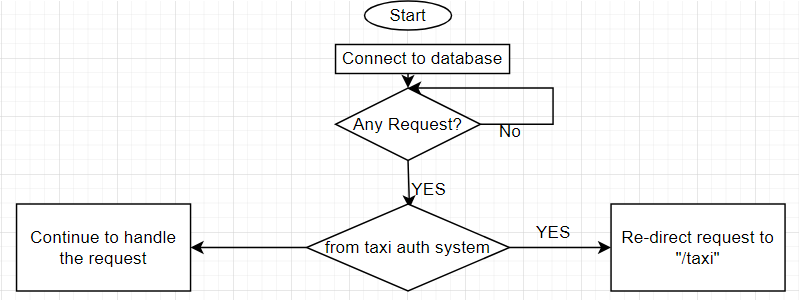 Start
Connect to database
Any Request?
No
YES
Continue to handle
the request
from taxi auth system
YES
Re-direct request to
"/taxi"